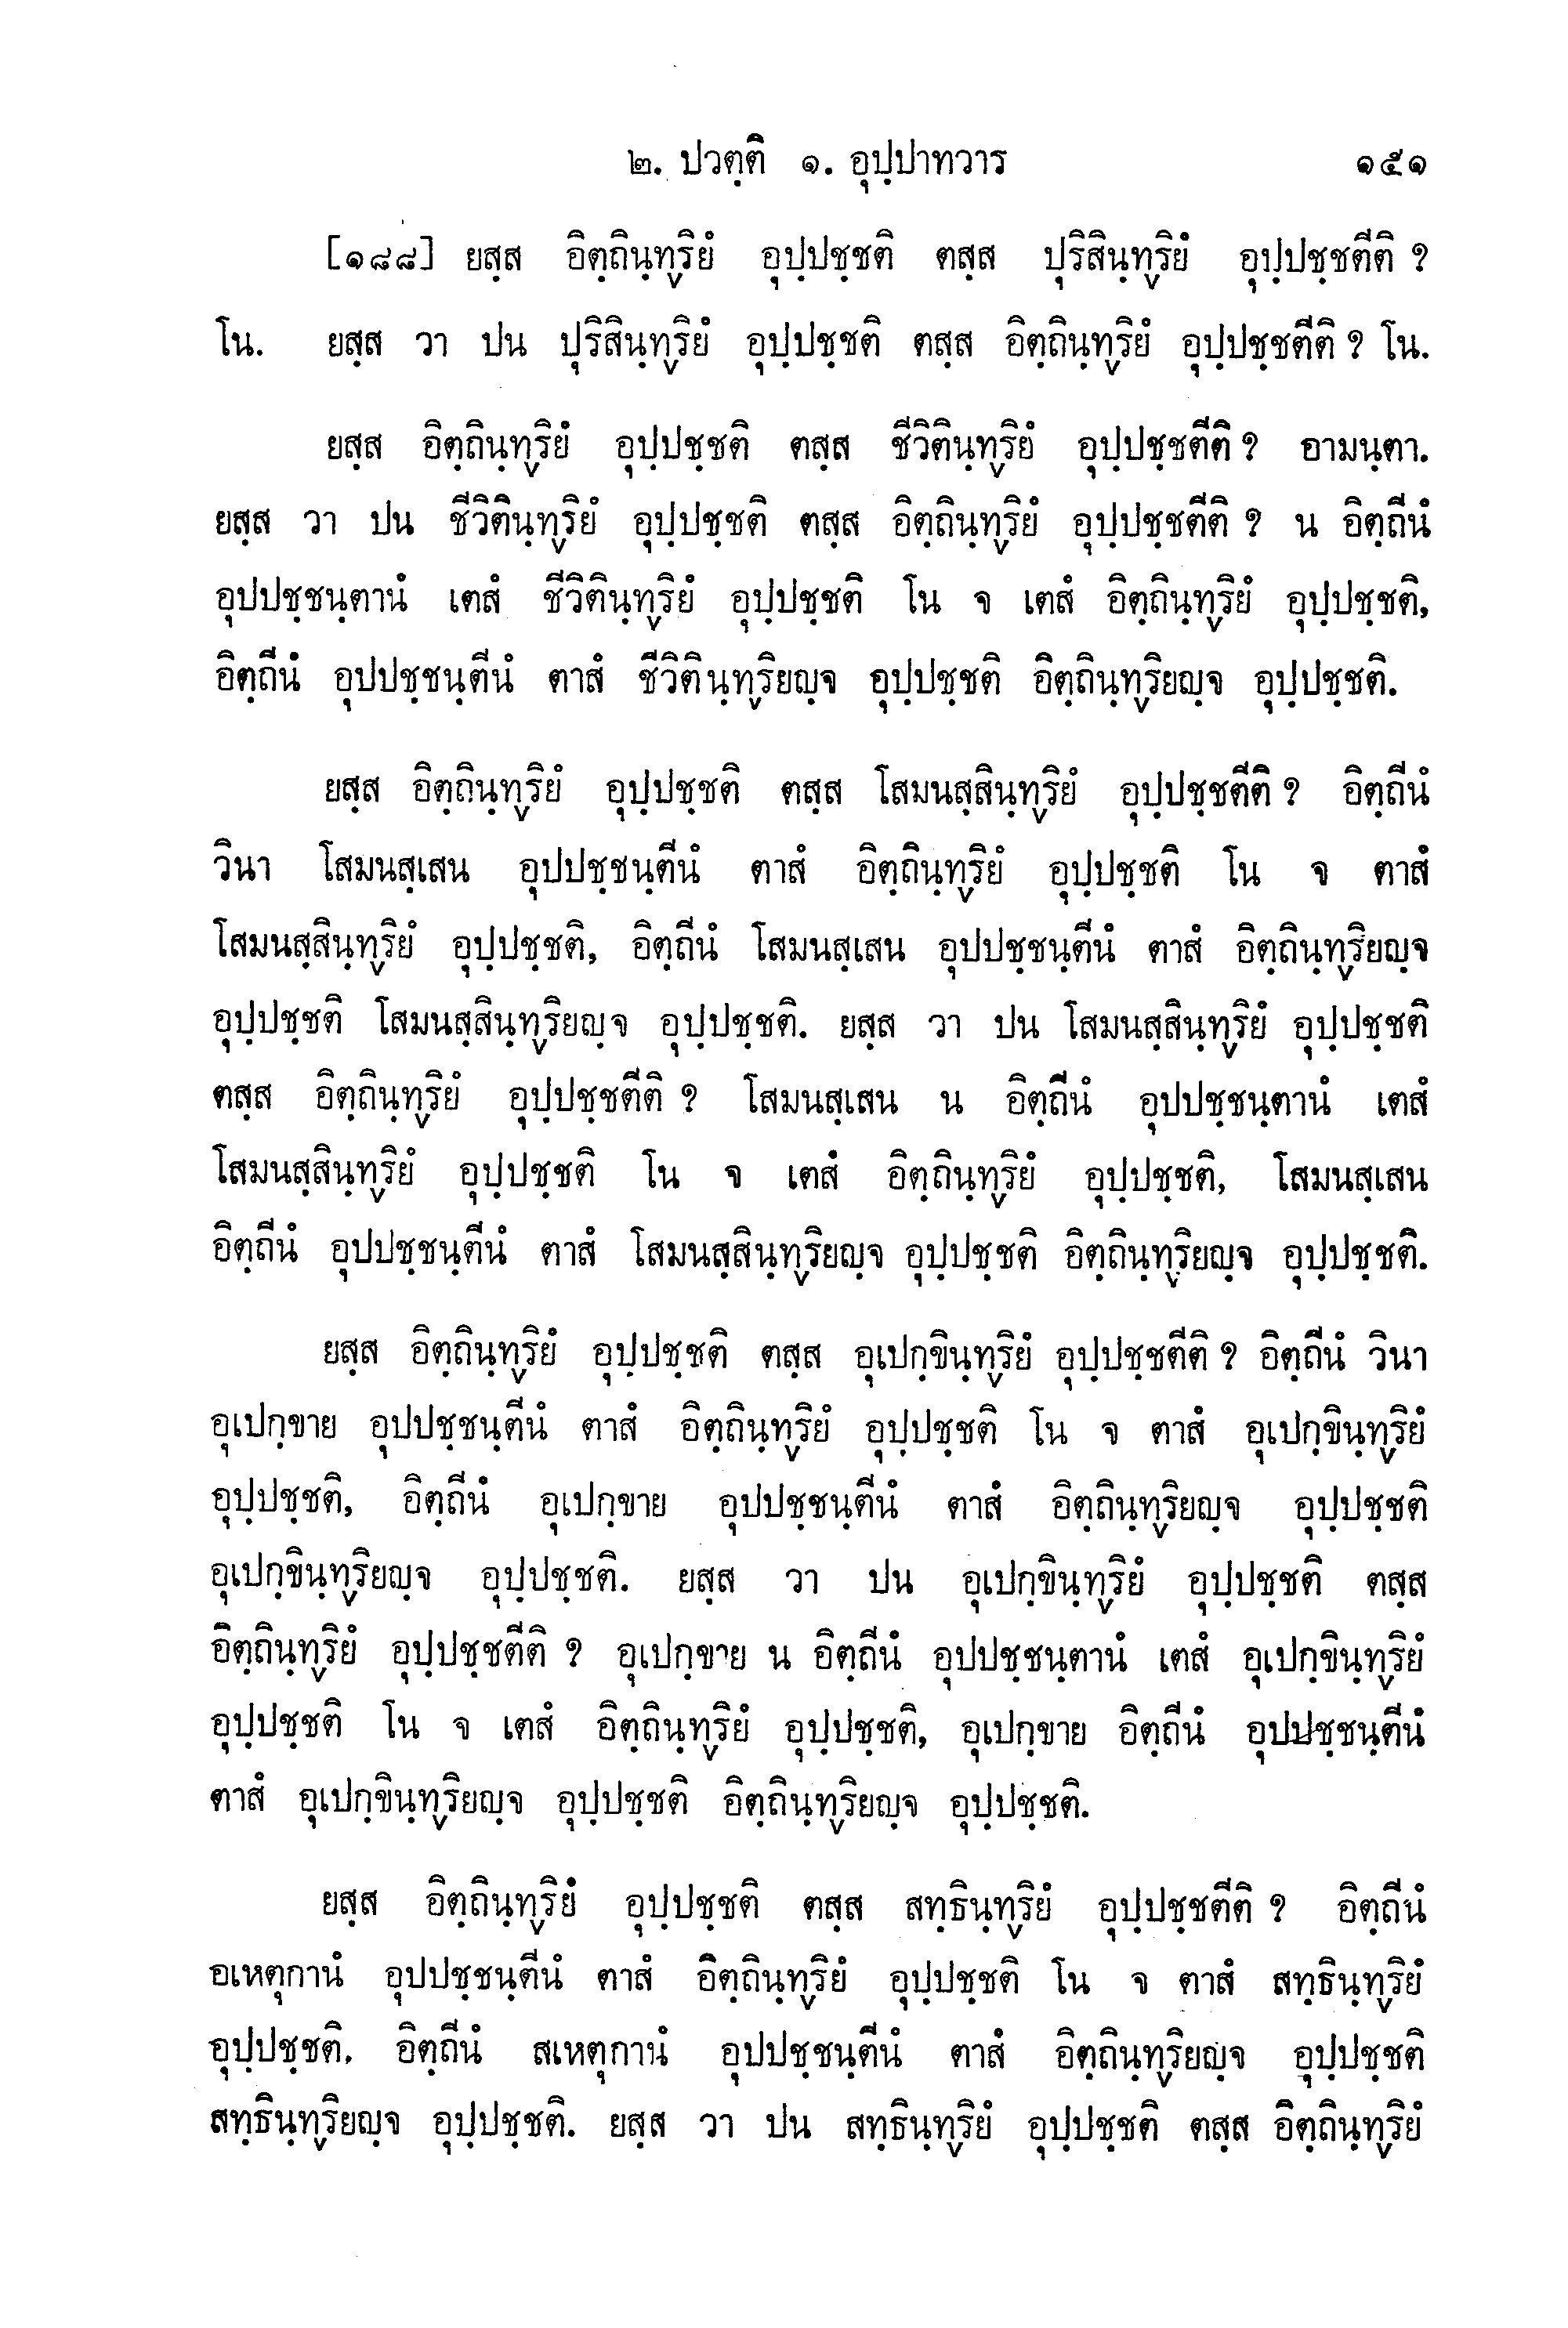 ๒. ปวตฺติ ๑. อุปฺปาทวาร ๑๕๑
[๑๘๘] ยสฺส อิตฺถินฺทฺริยํ อุปฺปชฺชติ ตสฺส ปุริสินฺทฺริยํ อุปฺปชฺชตีติ ?
โน. ยสฺส วา ปน ปุริสินฺทฺริยํ อุปฺปชฺชติ ตสฺส อิตฺถินฺทฺริยํ อุปฺปชฺชตีติ ? โน.
ยสฺส อิตฺถินฺทฺริยํ อุปฺปชฺชติ ตสฺส ชีวิตินฺทฺริยํ อุปฺปชฺชตีติ ? อามนฺตา.
ยสฺส วา ปน ชีวิตินฺทฺริยํ อุปฺปชฺชติ ตสฺส อิตฺถินฺทฺริยํ อุปฺปชฺชตีติ ? น อิตฺถีนํ
อุปปชฺชนฺตานํ เตสํ ชีวิตินฺทฺริยํ อุปฺปชฺชติ โน จ เตสํ อิตฺถินฺทฺริยํ อุปฺปชฺชติ,
อิตฺถีนํ อุปปชฺชนฺตีนํ ตาสํ ชีวิตินฺทฺริยญฺจ อุปฺปชฺชติ อิตฺถินฺทฺริยญฺจ อุปฺปชฺชติ.
ยสฺส อิตฺถินฺทฺริยํ อุปฺปชฺชติ ตสฺส โสมนสฺสินฺทฺริยํ อุปฺปชฺชตีติ ? อิตฺถีนํ
วินา โสมนสฺเสน อุปปชฺชนฺตีนํ ตาสํ อิตฺถินฺทฺริยํ อุปฺปชฺชติ โน จ ตาสํ
โสมนสฺสินฺทฺริยํ อุปฺปชฺชติ, อิตฺถีนํ โสมนสฺเสน อุปปชฺชนฺตีนํ ตาสํ อิตฺถินฺทฺริยญฺจ
อุปฺปชฺชติ โสมนสฺสินฺทฺริยญฺจ อุปฺปชฺชติ. ยสฺส วา ปน โสมนสฺสินฺทฺริยํ อุปฺปชฺชติ
ตสฺส อิตฺถินฺทฺริยํ อุปฺปชฺชตีติ ? โสมนสฺเสน น อิตฺถีนํ อุปปชฺชนฺตานํ เตสํ
โสมนสฺสินฺทฺริยํ อุปฺปชฺชติ โน จ เตสํ อิตฺถินฺทฺริยํ อุปฺปชฺชติ, โสมนสฺเสน
อิตฺถีนํ อุปปชฺชนฺตีนํ ตาสํ โสมนสฺสินฺทฺริยญฺจ อุปฺปชฺชติ อิตฺถินฺทฺริยญฺจ อุปฺปชฺชติ.
ยสฺส อิตฺถินฺทฺริยํ อุปฺปชฺชติ ตสฺส อุเปกฺขินฺทฺริยํ อุปฺปชฺชตีติ ? อิตฺถีนํ วินา
อุเปกฺขาย อุปปชฺชนฺตีนํ ตาสํ อิตฺถินฺทฺริยํ อุปฺปชฺชติ โน จ ตาสํ อุเปกฺขินฺทฺริยํ
อุปฺปชฺชติ, อิตฺถีนํ อุเปกฺขาย อุปปชฺชนฺตีนํ ตาสํ อิตฺถินฺทฺริยญฺจ อุปฺปชฺชติ
อุเปกฺขินฺทฺริยญฺจ อุปฺปชฺชติ. ยสฺส วา ปน อุเปกฺขินฺทฺริยํ อุปฺปชฺชติ ตสฺส
อิตฺถินฺทฺริยํ อุปฺปชฺชตีติ ? อุเปกฺขาย น อิตฺถีนํ อุปปชฺชนฺตานํ เตสํ อุเปกฺขินฺทฺริยํ
อุปฺปชฺชติ โน จ เตสํ อิตฺถินฺทฺริยํ อุปฺปชฺชติ, อุเปกฺขาย อิตฺถีนํ อุปปชฺชนฺตีนํ
ตาสํ อุเปกฺขินฺทฺริยญฺจ อุปฺปชฺชติ อิตฺถินฺทฺริยญฺจ อุปฺปชฺชติ.
ยสฺส อิตฺถินฺทฺริยํ อุปฺปชฺชติ ตสฺส สทฺธินฺทฺริยํ อุปฺปชฺชตีติ ? อิตฺถีนํ
อเหตุกานํ อุปปชฺชนฺตีนํ ตาสํ อิตฺถินฺทฺริยํ อุปฺปชฺชติ โน จ ตาสํ สทฺธินฺทฺริยํ
อุปฺปชฺชติ. อิตฺถีนํ สเหตุกานํ อุปปชฺชนฺตีนํ ตาสํ อิตฺถินฺทฺริยญฺจ อุปฺปชฺชติ
สทฺธินฺทฺริยญฺจ อุปฺปชฺชติ. ยสฺส วา ปน สทฺธินฺทฺริยํ อุปฺปชฺชติ ตสฺส อิตฺถินฺทฺริยํ